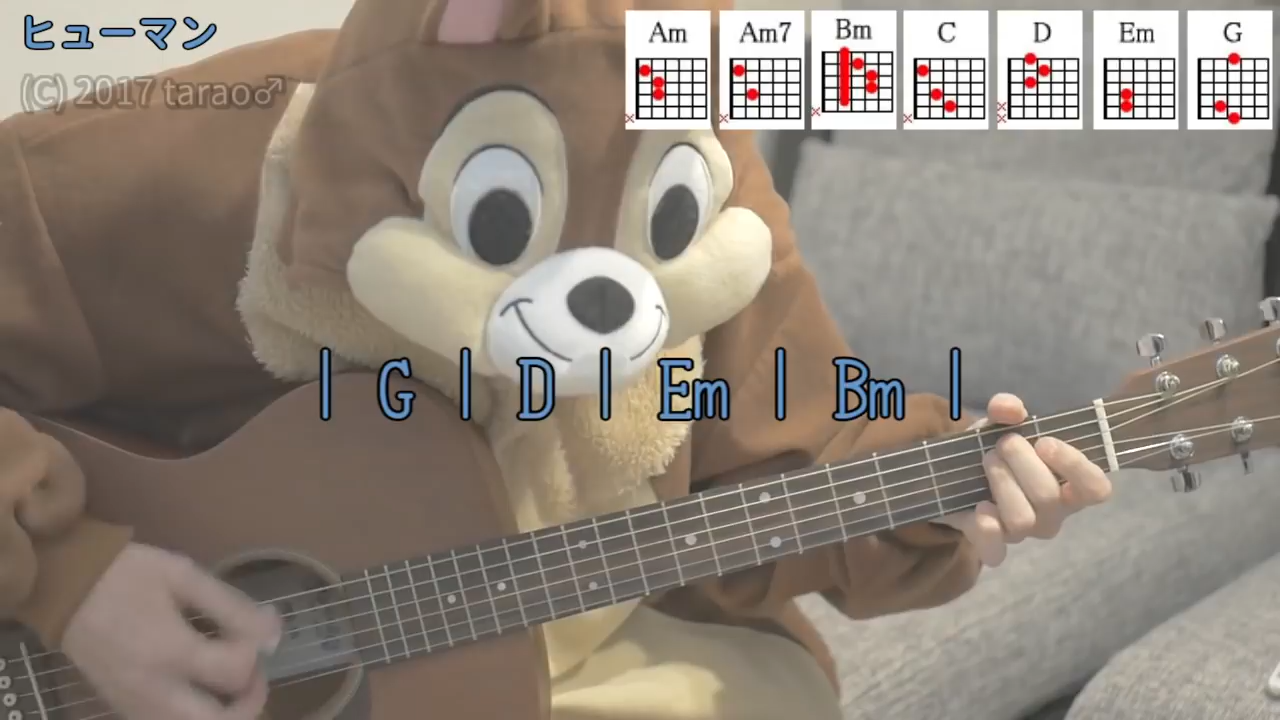 ヒューマン
(C) 2017 tarao♂
Am Am7 Bm C D Em G
| G | D | Em | Bm |